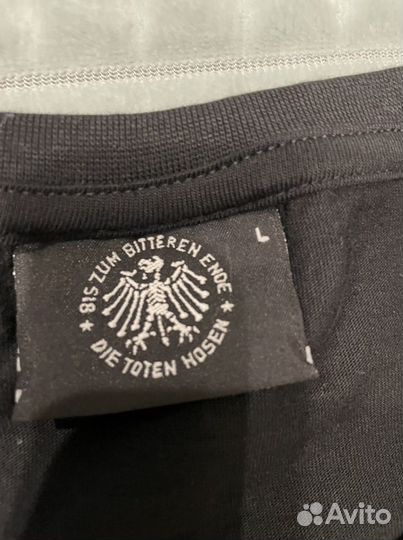 BIS ZUM BITTEREN ENDE
L
* DIE TOTEN HOSEN *
Avito